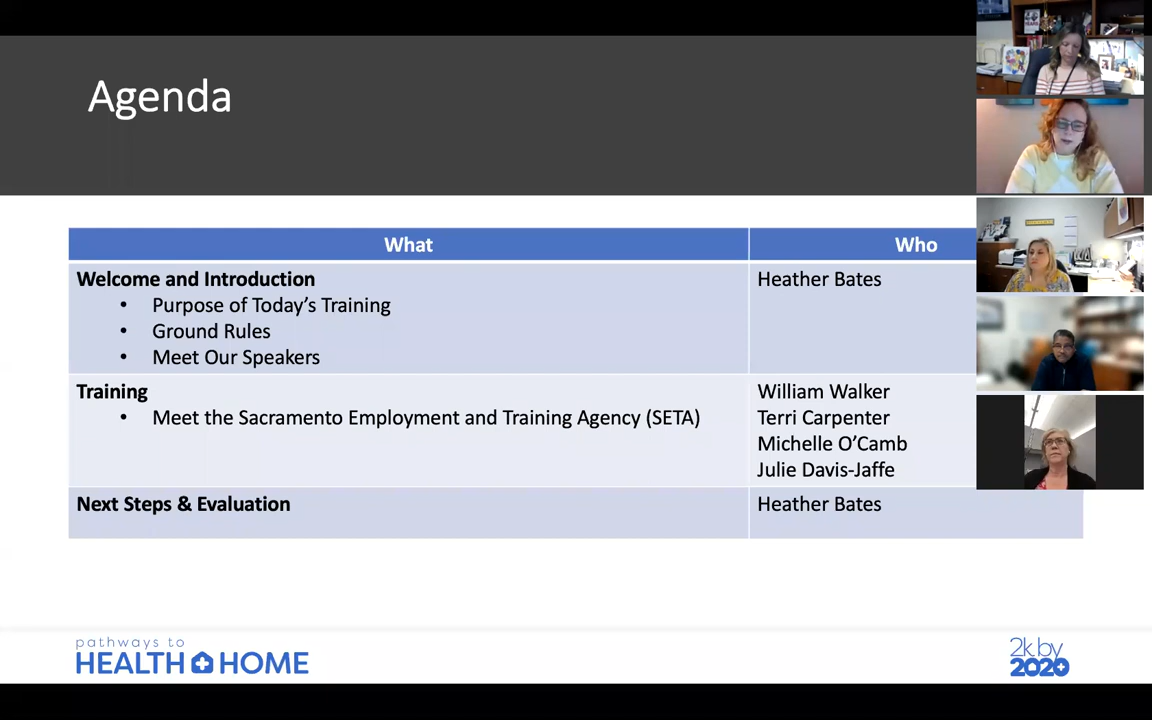 Agenda
What
Who
Welcome and Introduction
• Purpose of Today's Training
• Ground Rules
• Meet Our Speakers
Heather Bates
Training
• Meet the Sacramento Employment and Training Agency (SETA)
William Walker
Terri Carpenter
Michelle O'Camb
Julie Davis-Jaffe
Next Steps & Evaluation
Heather Bates
pathways to
HEALTH HOME
2k by
2020